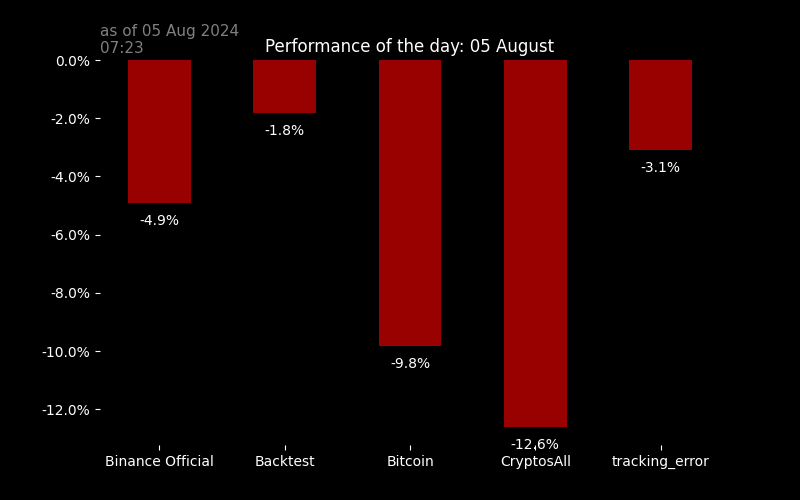 as of 05 Aug 2024
07:23
Performance of the day: 05 August
0.0%
-2.0%
-4.0%
-6.0%
-8.0%
-10.0%
-12.0%
-4.9%
-1.8%
-9.8%
-12.6%
-3.1%
Binance Official
Backtest
Bitcoin
CryptosAll
tracking_error